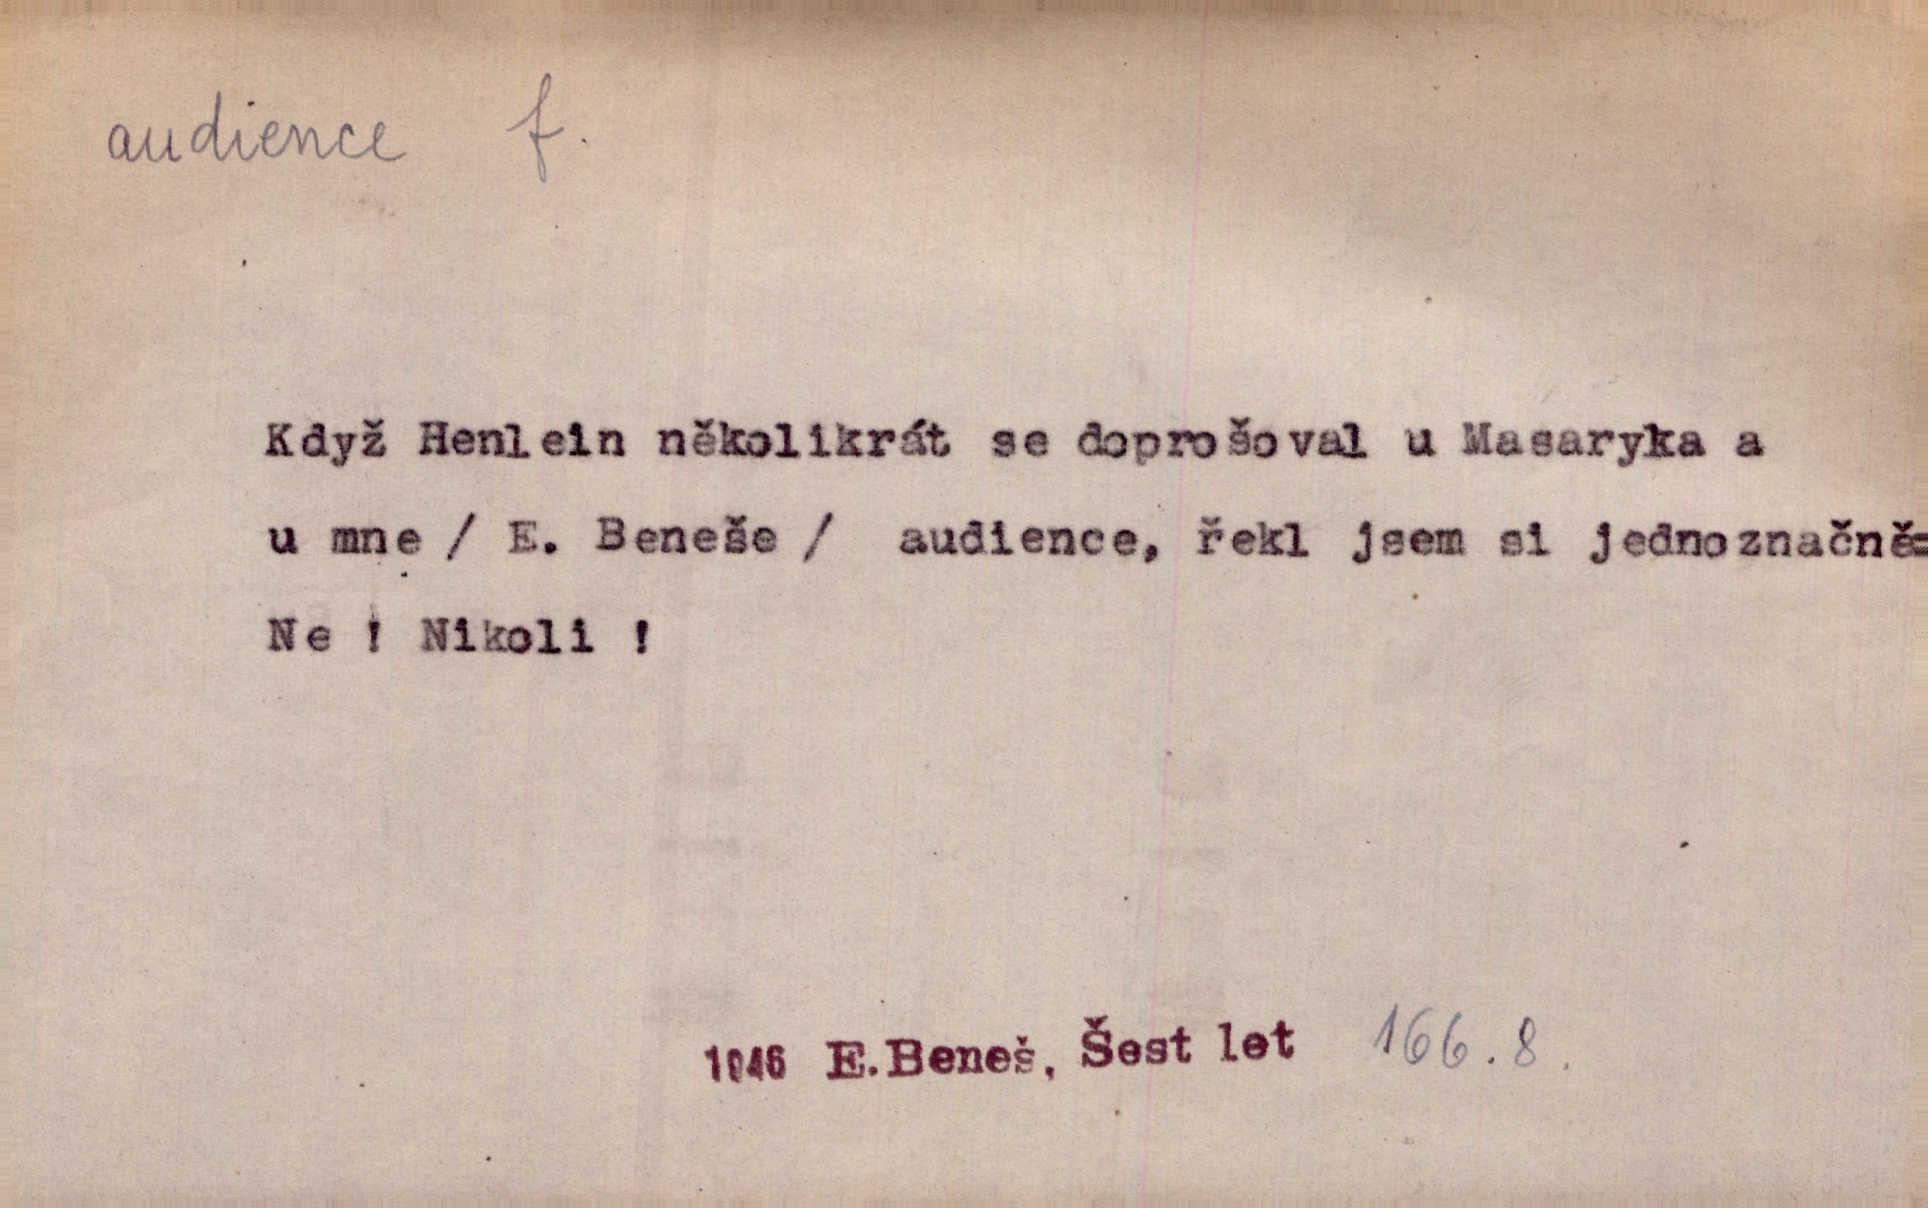 audience f.
Když Henlein několikrát se doprošoval u Masaryka a
u mne / E. Beneše / audience, řekl jsem si jednoznačně=
Ne ! Nikoli !
1946 E.Beneš, Šest let 166.8.